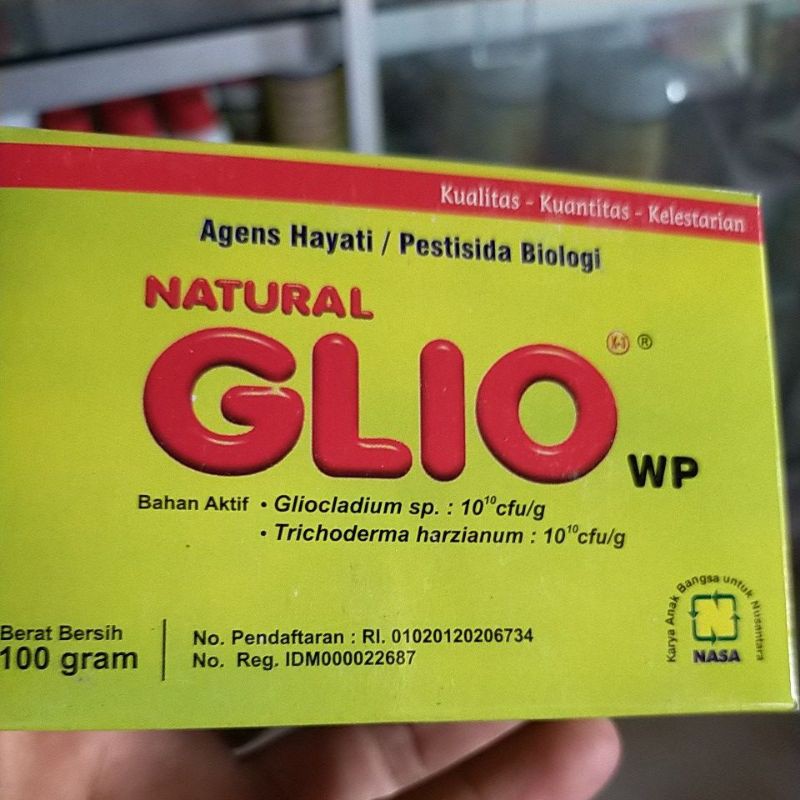 Kualitas - Kuantitas - Kelestarian
Agens Hayati / Pestisida Biologi
NATURAL
GLIO ®
WP
Bahan Aktif • Gliocladium sp. : 10¹⁰cfu/g
• Trichoderma harzianum : 10¹⁰cfu/g
Berat Bersih
100 gram
No. Pendaftaran : RI. 01020120206734
No. Reg. IDM000022687
Karya Anak Bangsa untuk Nusantara
N
NASA